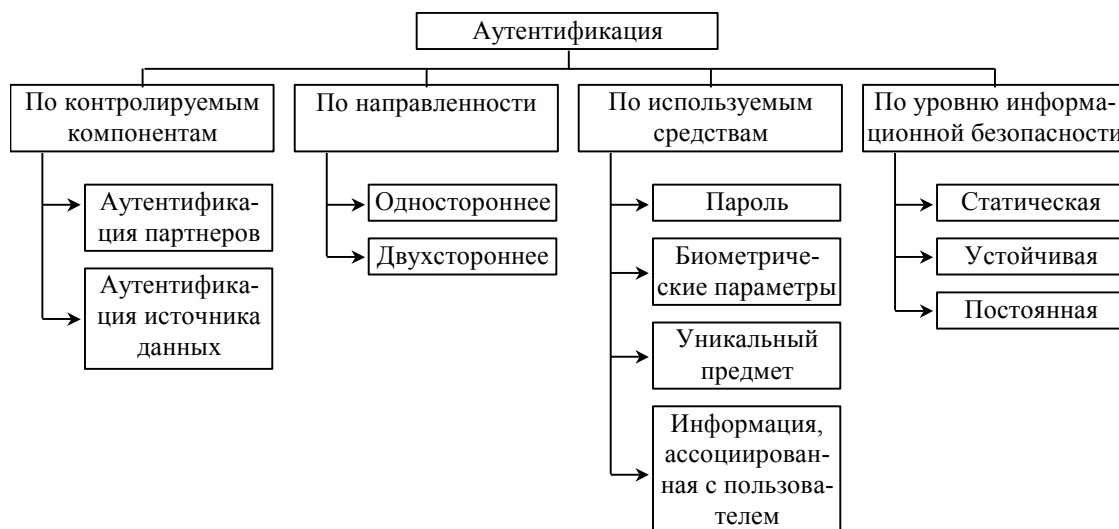 Аутентификация
По контролируемым
компонентам
По направленности
По используемым
средствам
По уровню информа-
ционной безопасности
Аутентифика-
ция партнеров
Аутентифика-
ция источника
данных
Одностороннее
Двухстороннее
Пароль
Биометриче-
ские параметры
Уникальный
предмет
Информация,
ассоциирован-
ная с пользова-
телем
Статическая
Устойчивая
Постоянная